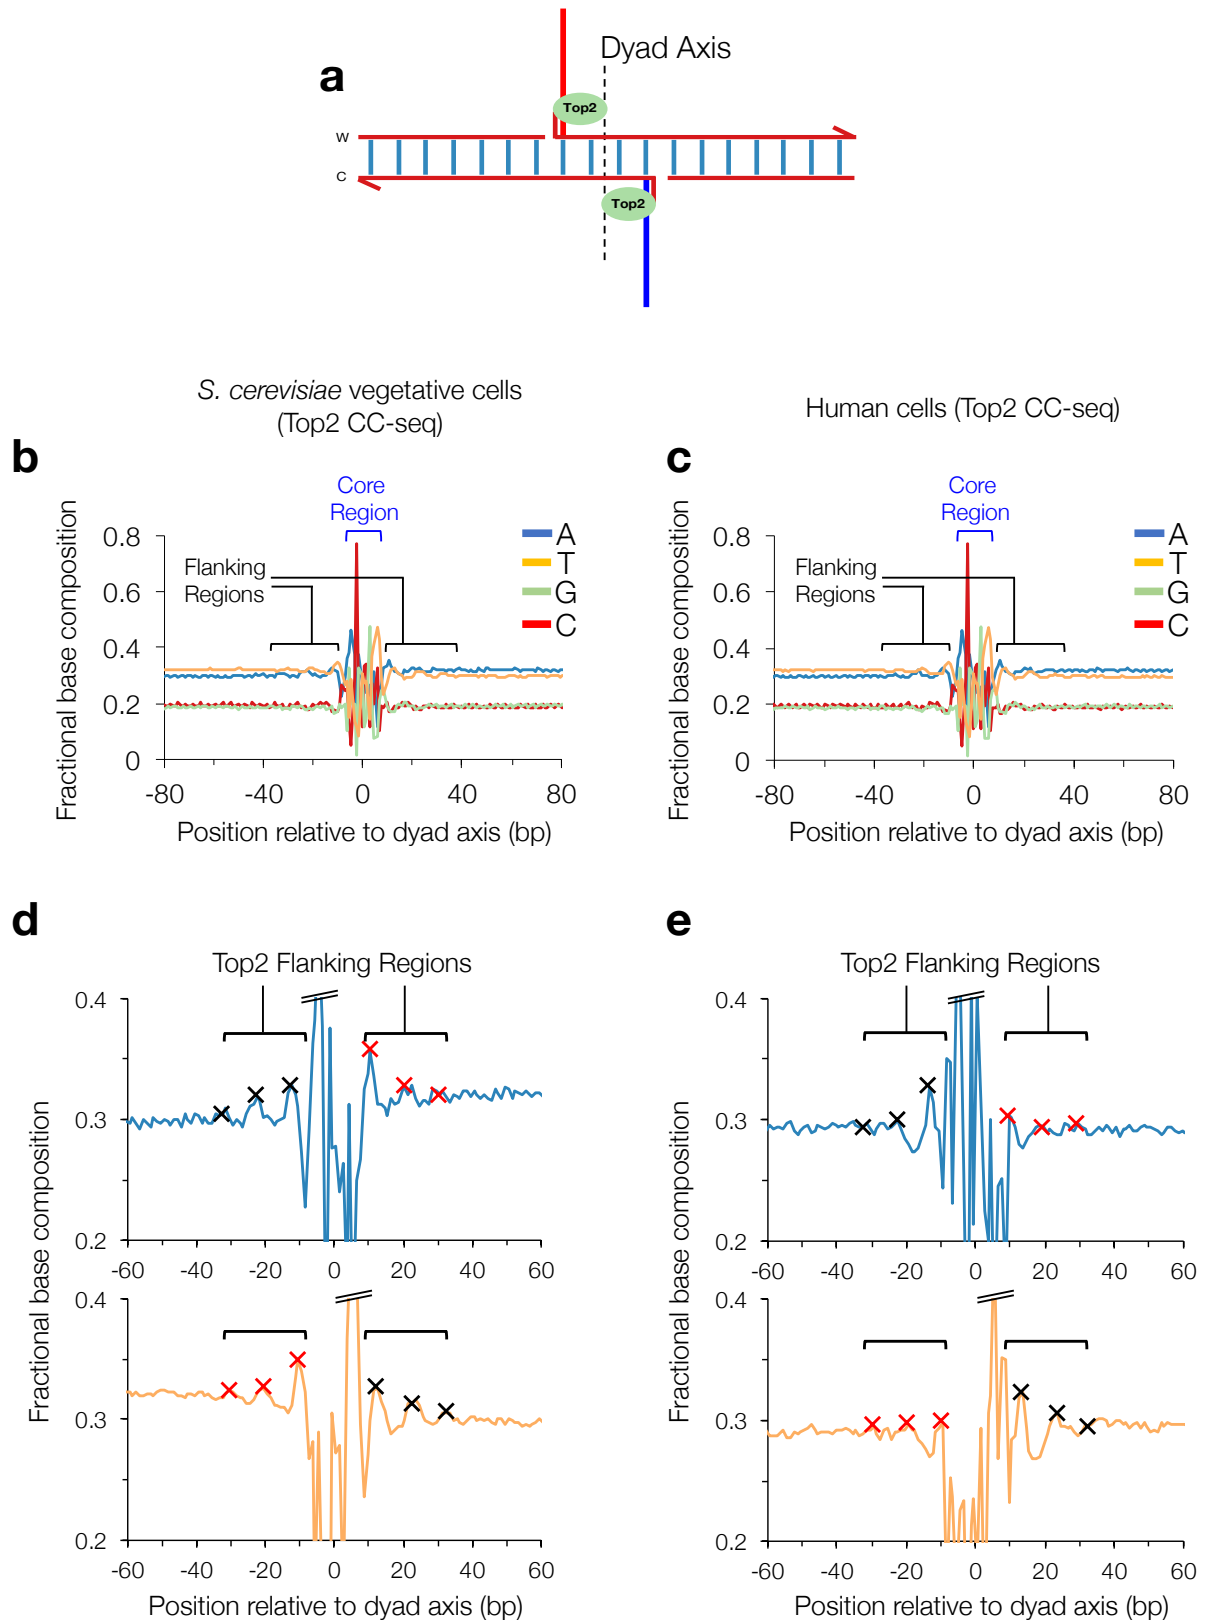 a
Dyad Axis
Top2
W
C
Top2
S. cerevisiae vegetative cells
(Top2 CC-seq)
Human cells (Top2 CC-seq)
b
Core
Region
Flanking
Regions
A
T
G
C
0.8
0.6
0.4
0.2
0
-80
-40
0
40
80
Fractional base composition
Position relative to dyad axis (bp)
c
Core
Region
Flanking
Regions
A
T
G
C
0.8
0.6
0.4
0.2
0
-80
-40
0
40
80
Fractional base composition
Position relative to dyad axis (bp)
d
Top2 Flanking Regions
0.4
0.3
0.2
-60
-40
-20
0
20
40
60
0.4
0.3
0.2
-60
-40
-20
0
20
40
60
Fractional base composition
Position relative to dyad axis (bp)
e
Top2 Flanking Regions
0.4
0.3
0.2
-60
-40
-20
0
20
40
60
0.4
0.3
0.2
-60
-40
-20
0
20
40
60
Fractional base composition
Position relative to dyad axis (bp)